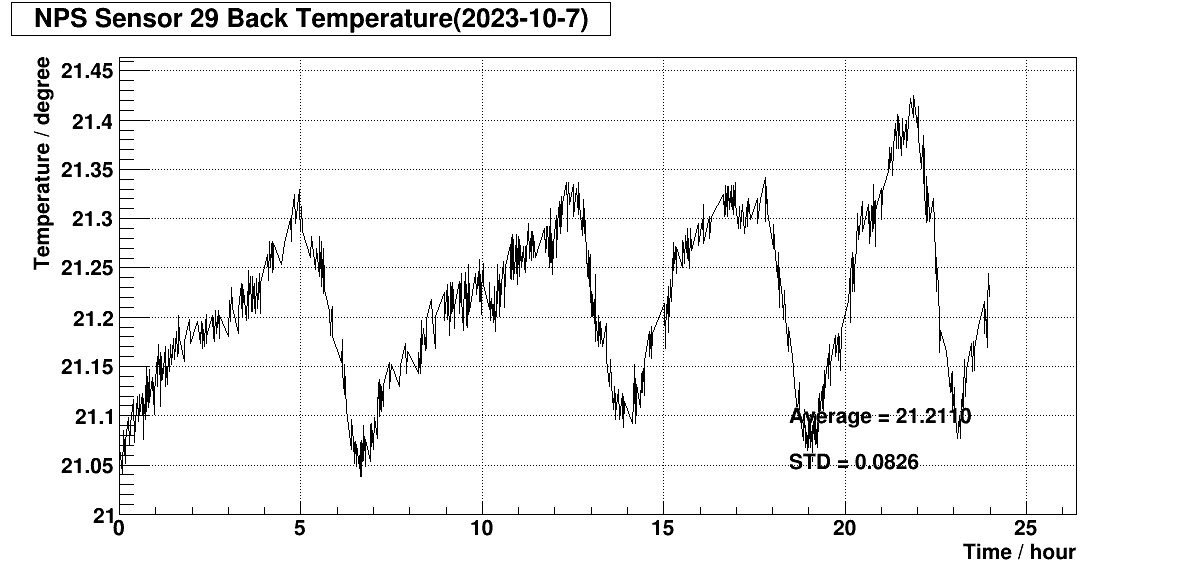 NPS Sensor 29 Back Temperature(2023-10-7)
Temperature / degree
21.45
21.4
21.35
21.3
21.25
21.2
21.15
21.1
21.05
21
Average = 21.2110
STD = 0.0826
0 5 10 15 20 25
Time / hour